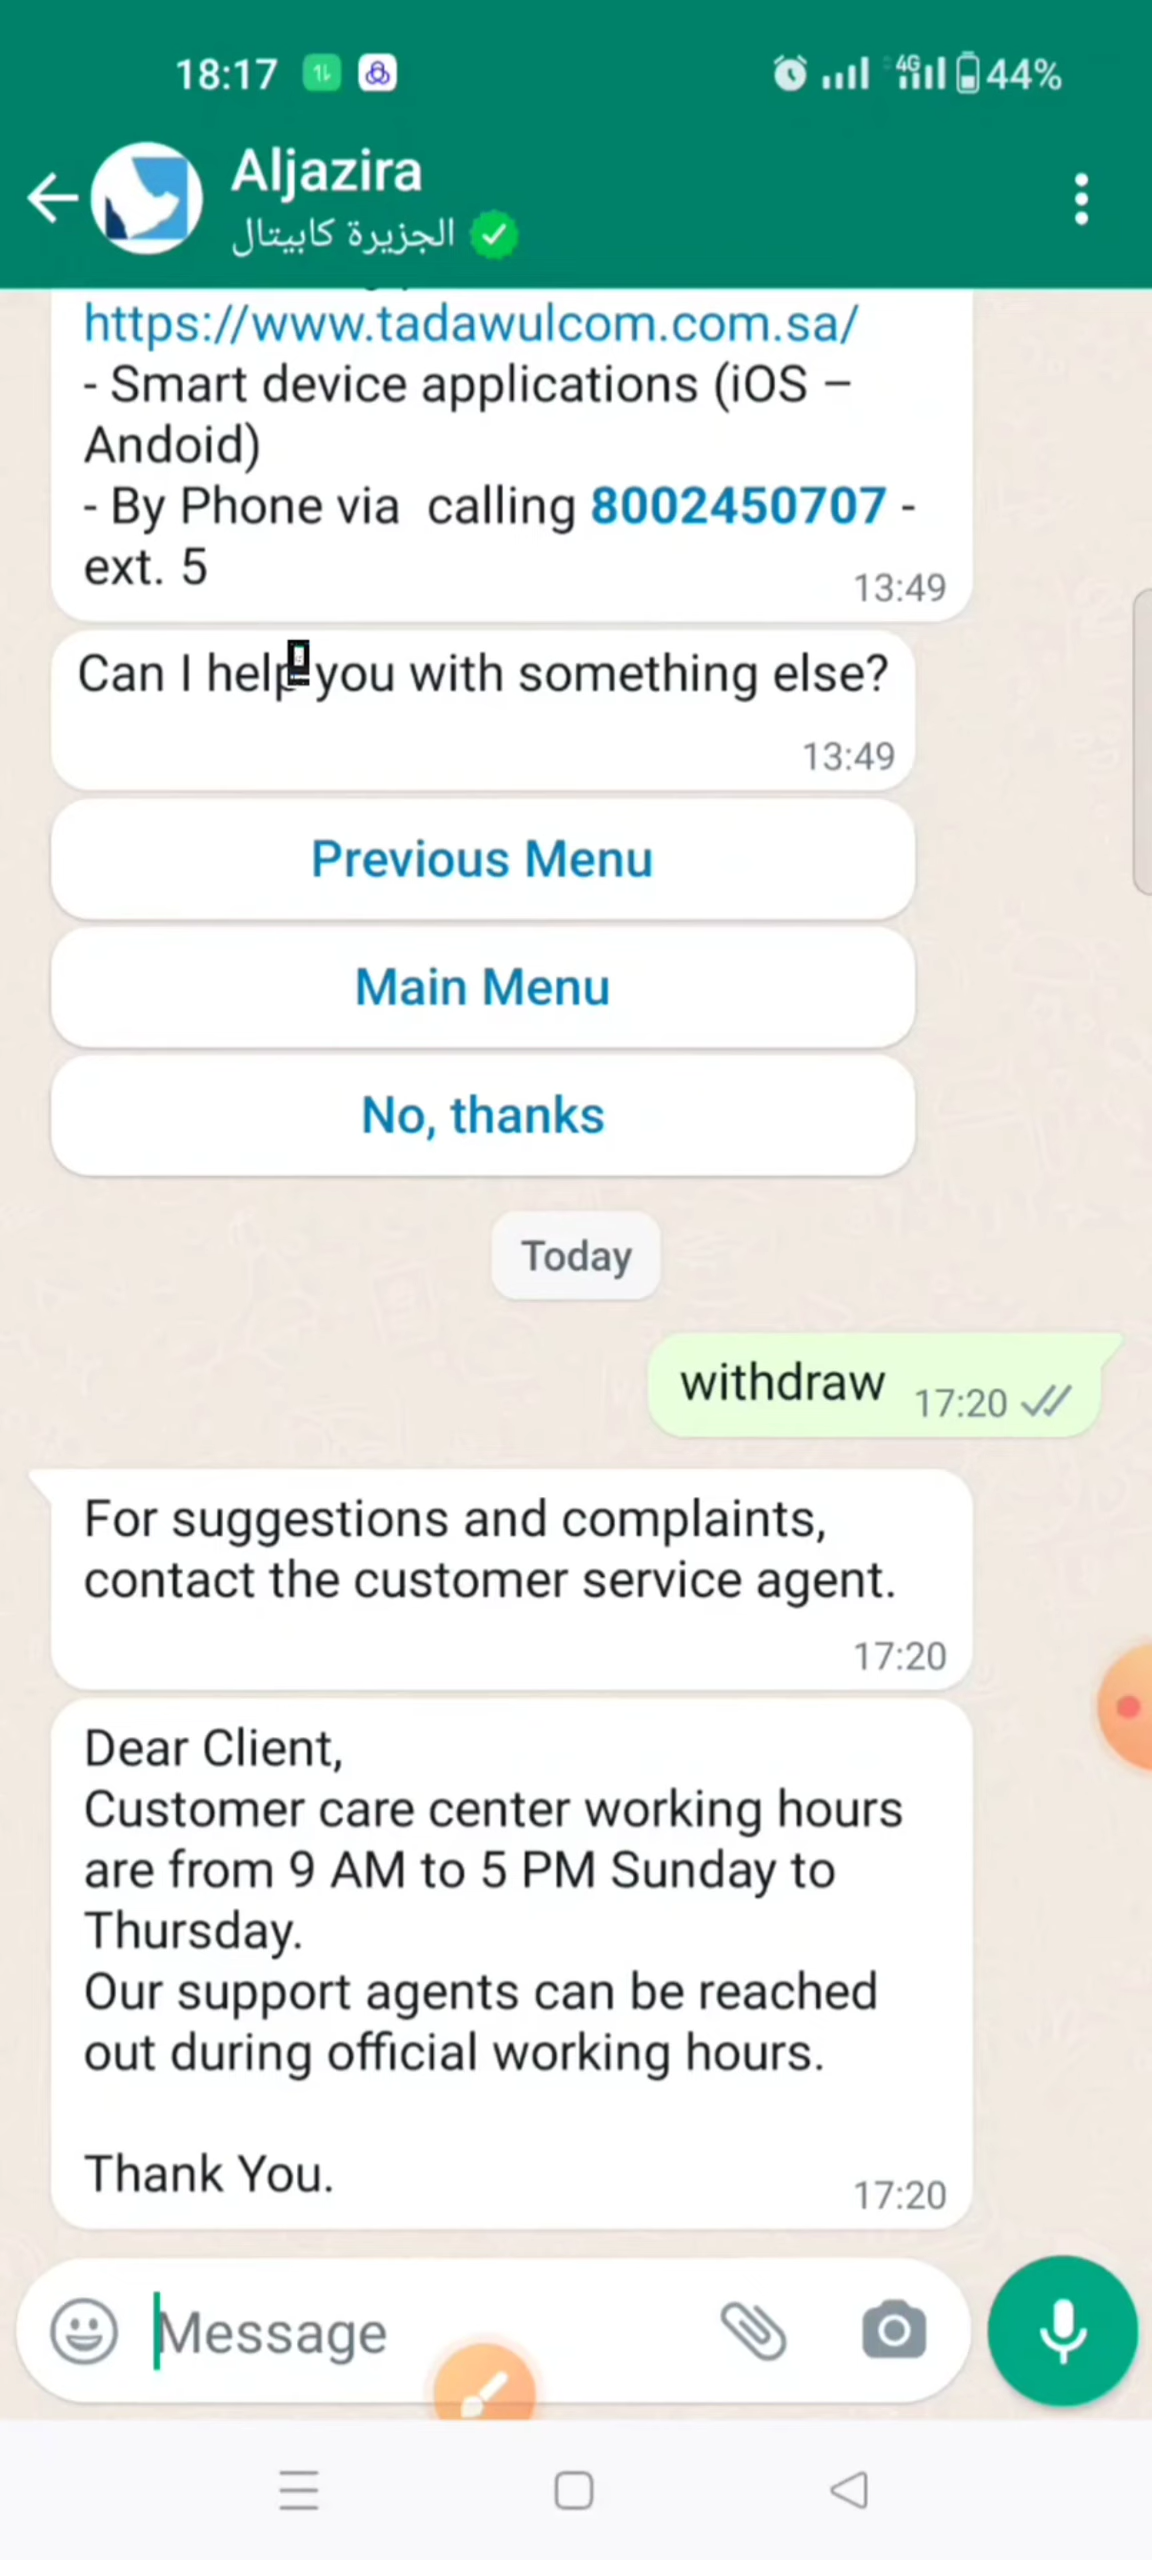 18:17
4G
44%
Aljazira
الجزيرة كابيتال
https://www.tadawulcom.com.sa/
- Smart device applications (iOS –
Andoid)
- By Phone via calling 8002450707 -
ext. 5
13:49
Can I help you with something else?
13:49
Previous Menu
Main Menu
No, thanks
Today
withdraw
17:20
For suggestions and complaints,
contact the customer service agent.
17:20
Dear Client,
Customer care center working hours
are from 9 AM to 5 PM Sunday to
Thursday.
Our support agents can be reached
out during official working hours.
Thank You.
17:20
Message